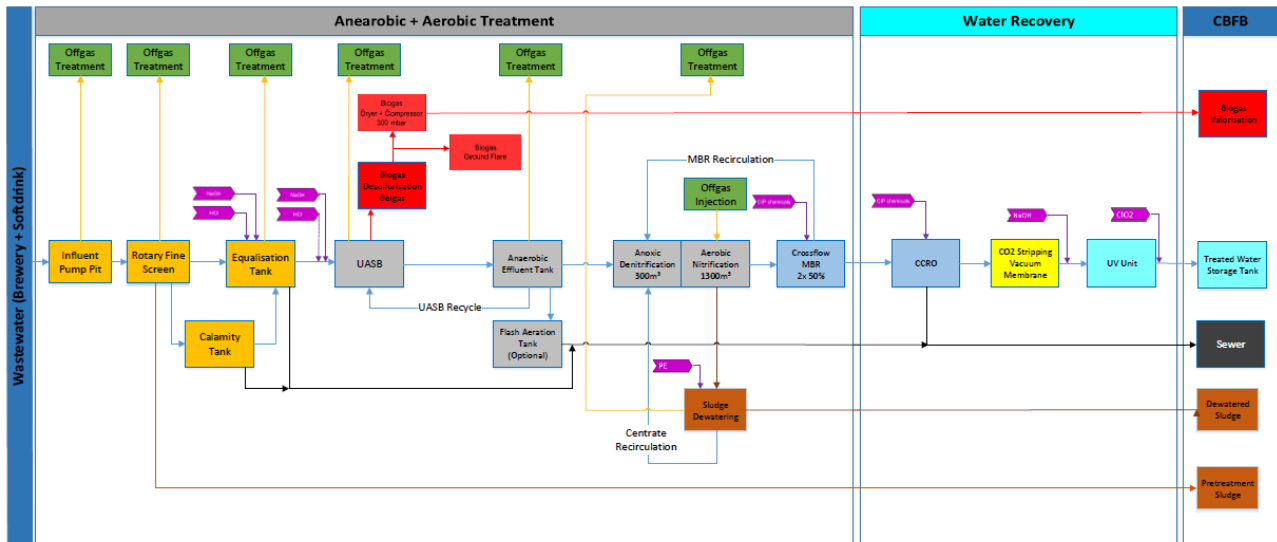 Anearobic + Aerobic Treatment
Water Recovery
CBFB
Wastewater (Brewery + Softdrink)
Offgas
Treatment
Offgas
Treatment
Offgas
Treatment
Offgas
Treatment
Offgas
Treatment
Offgas
Treatment
Biogas
Dryer + Compressor
300 mbar
Biogas
Ground Flare
Biogas
Desulfurisation
Belgas
Biogas
Valorisation
MBR Recirculation
Offgas
Injection
NaOH
HCl
NaOH
HCl
CIP chemicals
CIP chemicals
NaOH
ClO2
Influent
Pump Pit
Rotary Fine
Screen
Equalisation
Tank
UASB
Anaerobic
Effluent Tank
Anoxic
Denitrification
300m³
Aerobic
Nitrification
1300m³
Crossflow
MBR
2x 50%
CCRO
CO2 Stripping
Vacuum
Membrane
UV Unit
Treated Water
Storage Tank
UASB Recycle
Calamity
Tank
Flash Aeration
Tank
(Optional)
Sewer
PE
Sludge
Dewatering
Dewatered
Sludge
Centrate
Recirculation
Pretreatment
Sludge